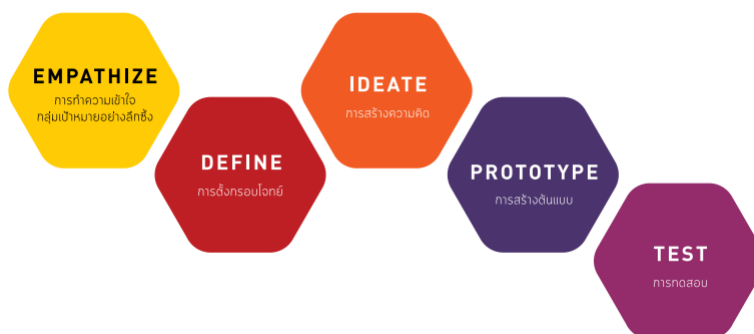 EMPATHIZE
การทำความเข้าใจ
กลุ่มเป้าหมายอย่างลึกซึ้ง
DEFINE
การตั้งกรอบโจทย์
IDEATE
การสร้างความคิด
PROTOTYPE
การสร้างต้นแบบ
TEST
การทดสอบ